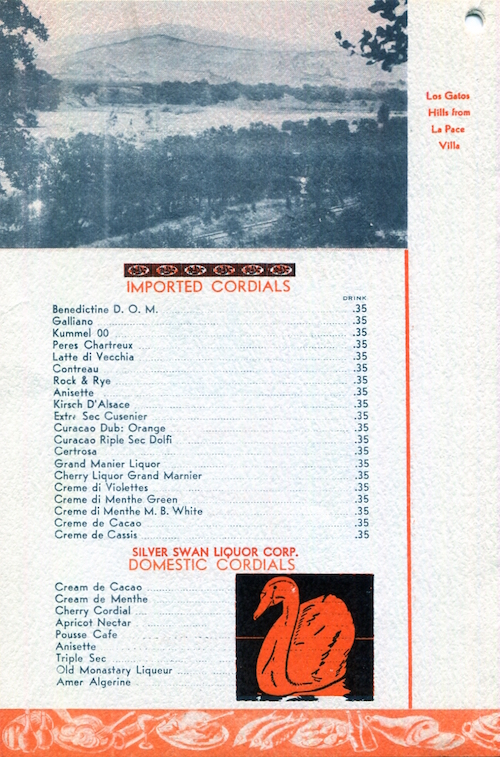 Los Gatos
Hills from
La Pace
Villa
IMPORTED CORDIALS
DRINK
Benedictine D. O. M. .35
Galliano .35
Kummel 00 .35
Peres Chartreux .35
Latte di Vecchia .35
Contreau .35
Rock & Rye .35
Anisette .35
Kirsch D'Alsace .35
Extra Sec Cusenier .35
Curacao Dub: Orange .35
Curacao Riple Sec Dolfi .35
Certrosa .35
Grand Manier Liquor .35
Cherry Liquor Grand Marnier .35
Creme di Violettes .35
Creme di Menthe Green .35
Creme di Menthe M. B. White .35
Creme de Cacao .35
Creme de Cassis .35
SILVER SWAN LIQUOR CORP.
DOMESTIC CORDIALS
Cream de Cacao
Cream de Menthe
Cherry Cordial
Apricot Nectar
Pousse Cafe
Anisette
Triple Sec
Old Monastary Liqueur
Amer Algerine